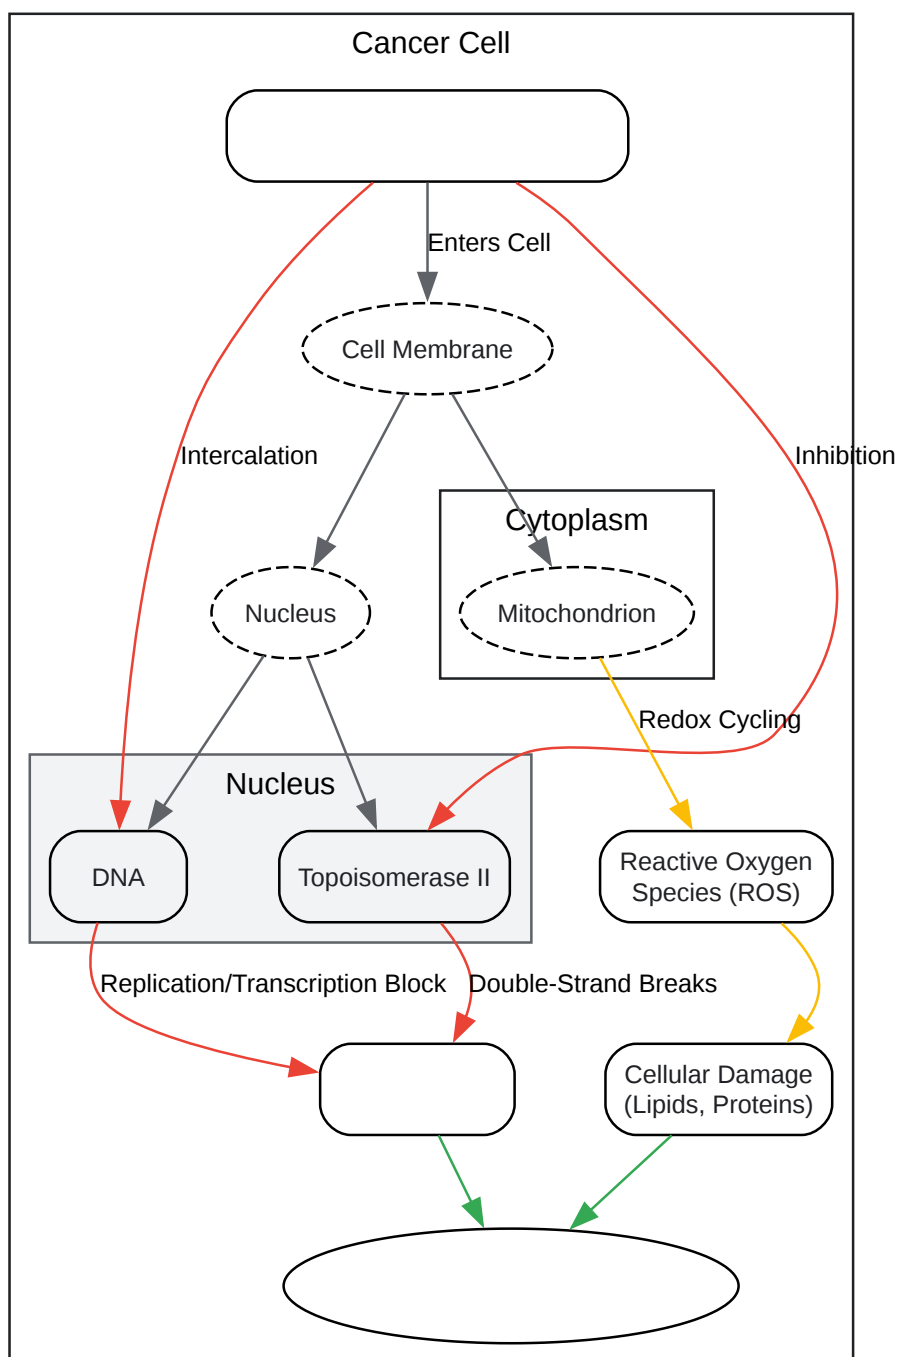 Cancer Cell
Enters Cell
Cell Membrane
Intercalation
Inhibition
Cytoplasm
Nucleus
Mitochondrion
Redox Cycling
Nucleus
DNA
Topoisomerase II
Reactive Oxygen
Species (ROS)
Replication/Transcription Block
Double-Strand Breaks
Cellular Damage
(Lipids, Proteins)